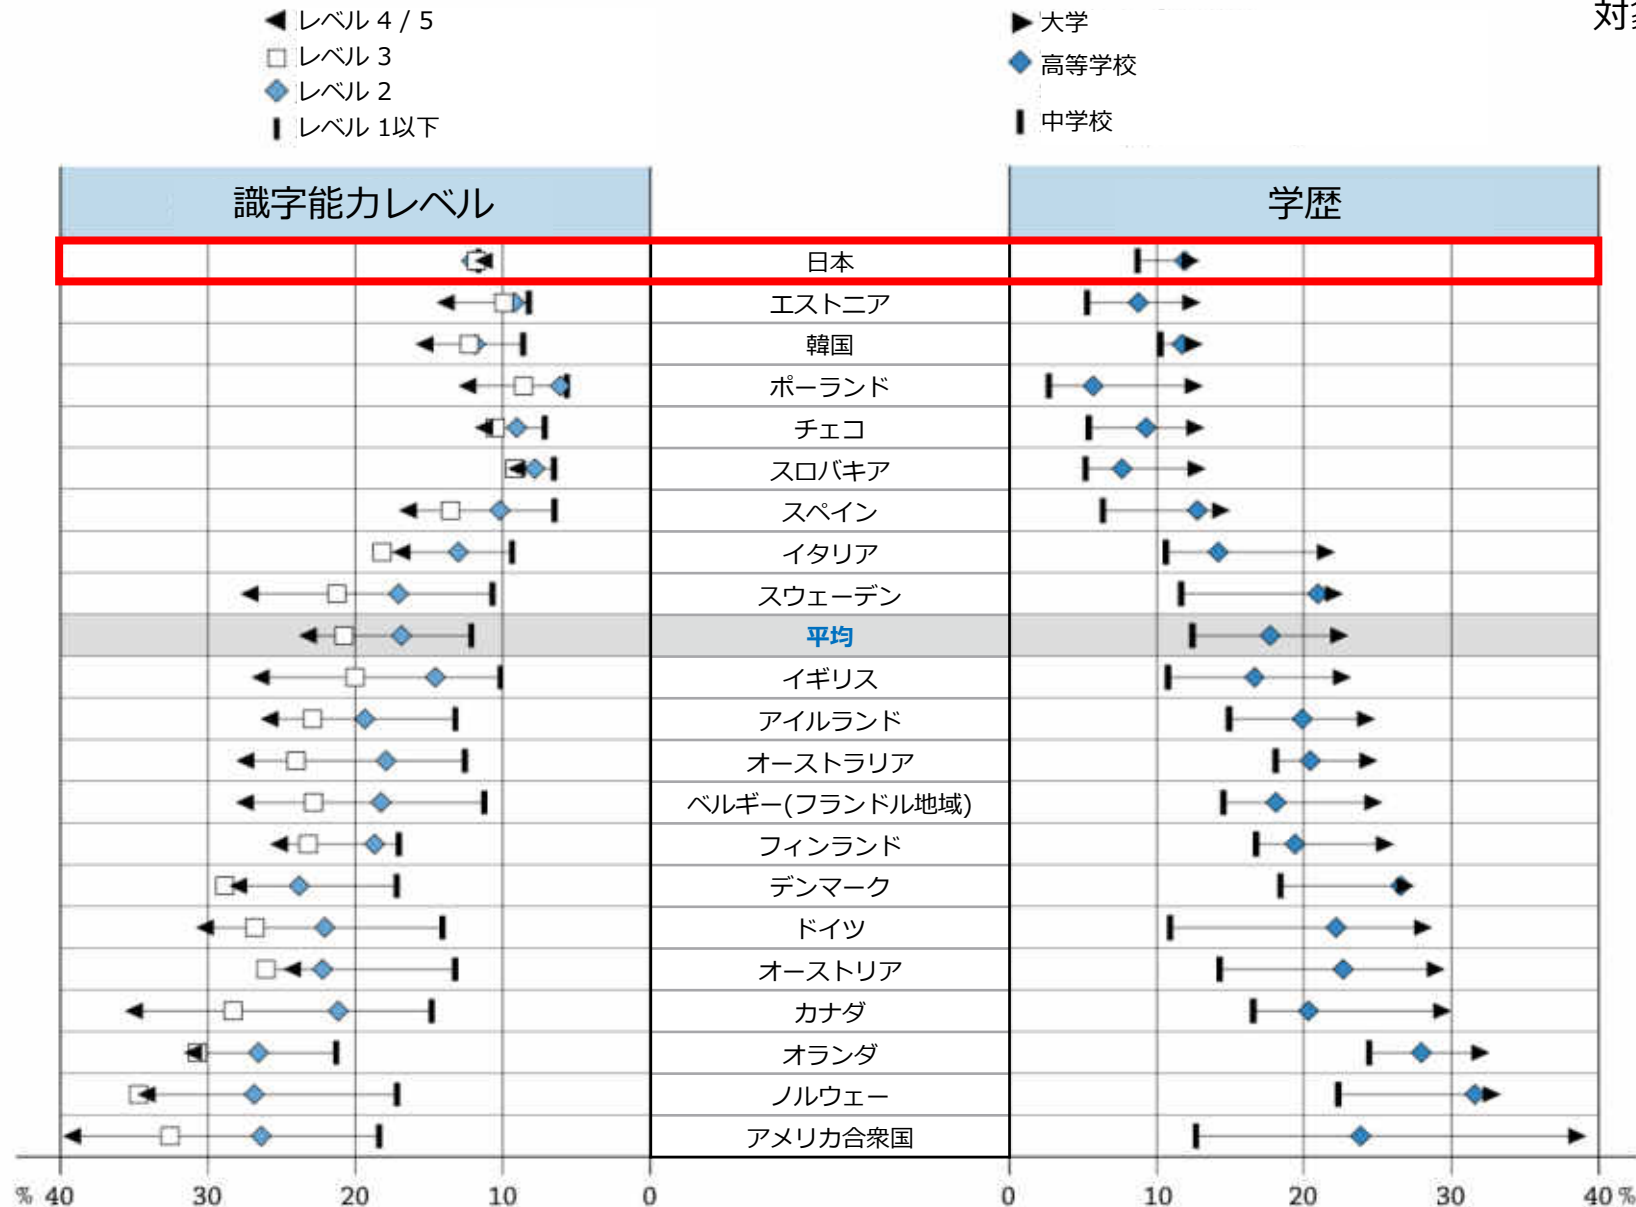 レベル 4 / 5
レベル 3
レベル 2
レベル 1以下
大学
高等学校
中学校
識字能力レベル
学歴
日本
エストニア
韓国
ポーランド
チェコ
スロバキア
スペイン
イタリア
スウェーデン
平均
イギリス
アイルランド
オーストラリア
ベルギー(フランドル地域)
フィンランド
デンマーク
ドイツ
オーストリア
カナダ
オランダ
ノルウェー
アメリカ合衆国
% 40 30 20 10 0
0 10 20 30 40 %